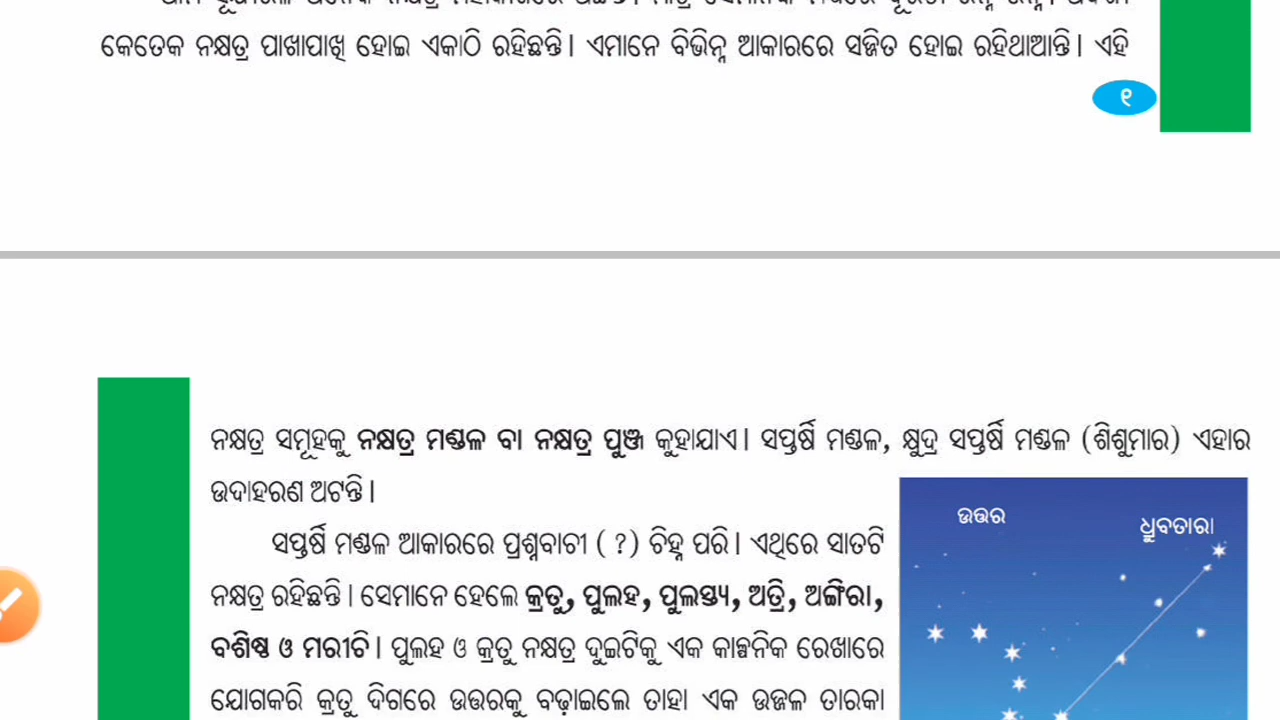 କେତେକ ନକ୍ଷତ୍ର ପାଖାପାଖି ହୋଇ ଏକାଠି ରହିଛନ୍ତି। ଏମାନେ ବିଭିନ୍ନ ଆକାରରେ ସଜ୍ଜିତ ହୋଇ ରହିଥାଆନ୍ତି। ଏହି
୧
ନକ୍ଷତ୍ର ସମୂହକୁ ନକ୍ଷତ୍ର ମଣ୍ଡଳ ବା ନକ୍ଷତ୍ର ପୁଞ୍ଜ କୁହାଯାଏ। ସପ୍ତର୍ଷି ମଣ୍ଡଳ, କ୍ଷୁଦ୍ର ସପ୍ତର୍ଷି ମଣ୍ଡଳ (ଶିଶୁମାର) ଏହାର
ଉଦାହରଣ ଅଟନ୍ତି।
ସପ୍ତର୍ଷି ମଣ୍ଡଳ ଆକାରରେ ପ୍ରଶ୍ନବାଚୀ (?) ଚିହ୍ନ ପରି। ଏଥିରେ ସାତଟି
ନକ୍ଷତ୍ର ରହିଛନ୍ତି। ସେମାନେ ହେଲେ କ୍ରତୁ, ପୁଲହ, ପୁଲସ୍ତ୍ୟ, ଅତ୍ରି, ଅଙ୍ଗିରା,
ବଶିଷ୍ଠ ଓ ମରୀଚି। ପୁଲହ ଓ କ୍ରତୁ ନକ୍ଷତ୍ର ଦୁଇଟିକୁ ଏକ କାଳ୍ପନିକ ରେଖାରେ
ଯୋଗକରି କ୍ରତୁ ଦିଗରେ ଉତ୍ତରକୁ ବଢ଼ାଇଲେ ତାହା ଏକ ଉଜ୍ଜଳ ତାରକା
ଉତ୍ତର
ଧ୍ରୁବତାରା